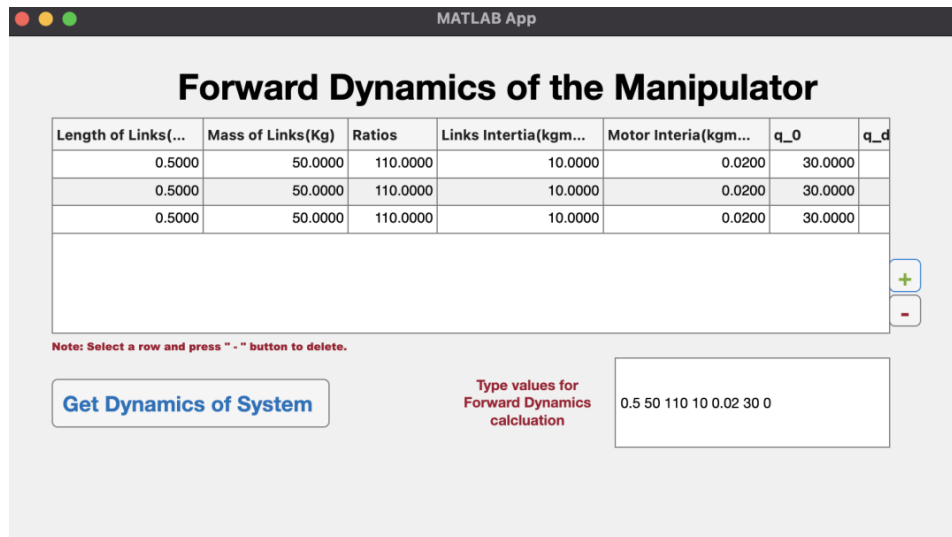 MATLAB App
Forward Dynamics of the Manipulator
Length of Links(... Mass of Links(Kg) Ratios Links Intertia(kgm... Motor Interia(kgm... q_0 q_d
0.5000 50.0000 110.0000 10.0000 0.0200 30.0000
0.5000 50.0000 110.0000 10.0000 0.0200 30.0000
0.5000 50.0000 110.0000 10.0000 0.0200 30.0000
+
-
Note: Select a row and press " - " button to delete.
Get Dynamics of System
Type values for
Forward Dynamics
calcluation
0.5 50 110 10 0.02 30 0